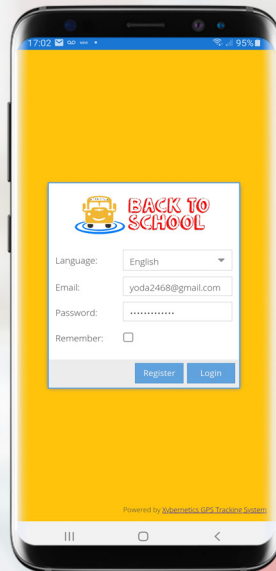 17:02 95%
BACK TO
SCHOOL
Language: English
Email: yoda2468@gmail.com
Password: •••••••••••••
Remember:
Register Login
Powered by Xybernetics GPS Tracking System